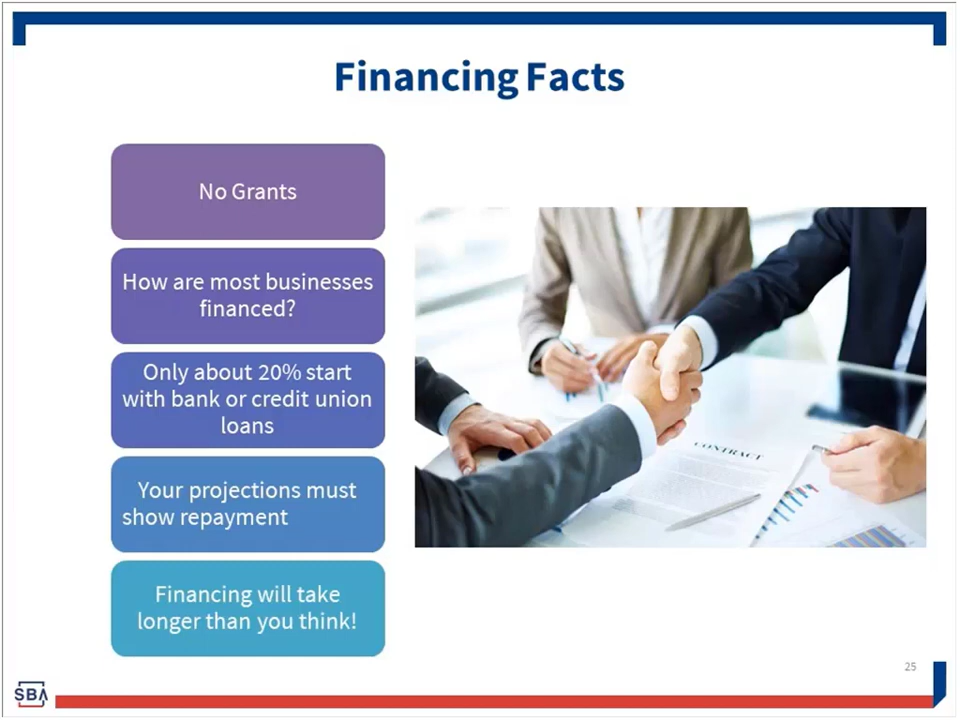 Financing Facts
No Grants
How are most businesses
financed?
Only about 20% start
with bank or credit union
loans
Your projections must
show repayment
Financing will take
longer than you think!
CONTRACT
25
SBA